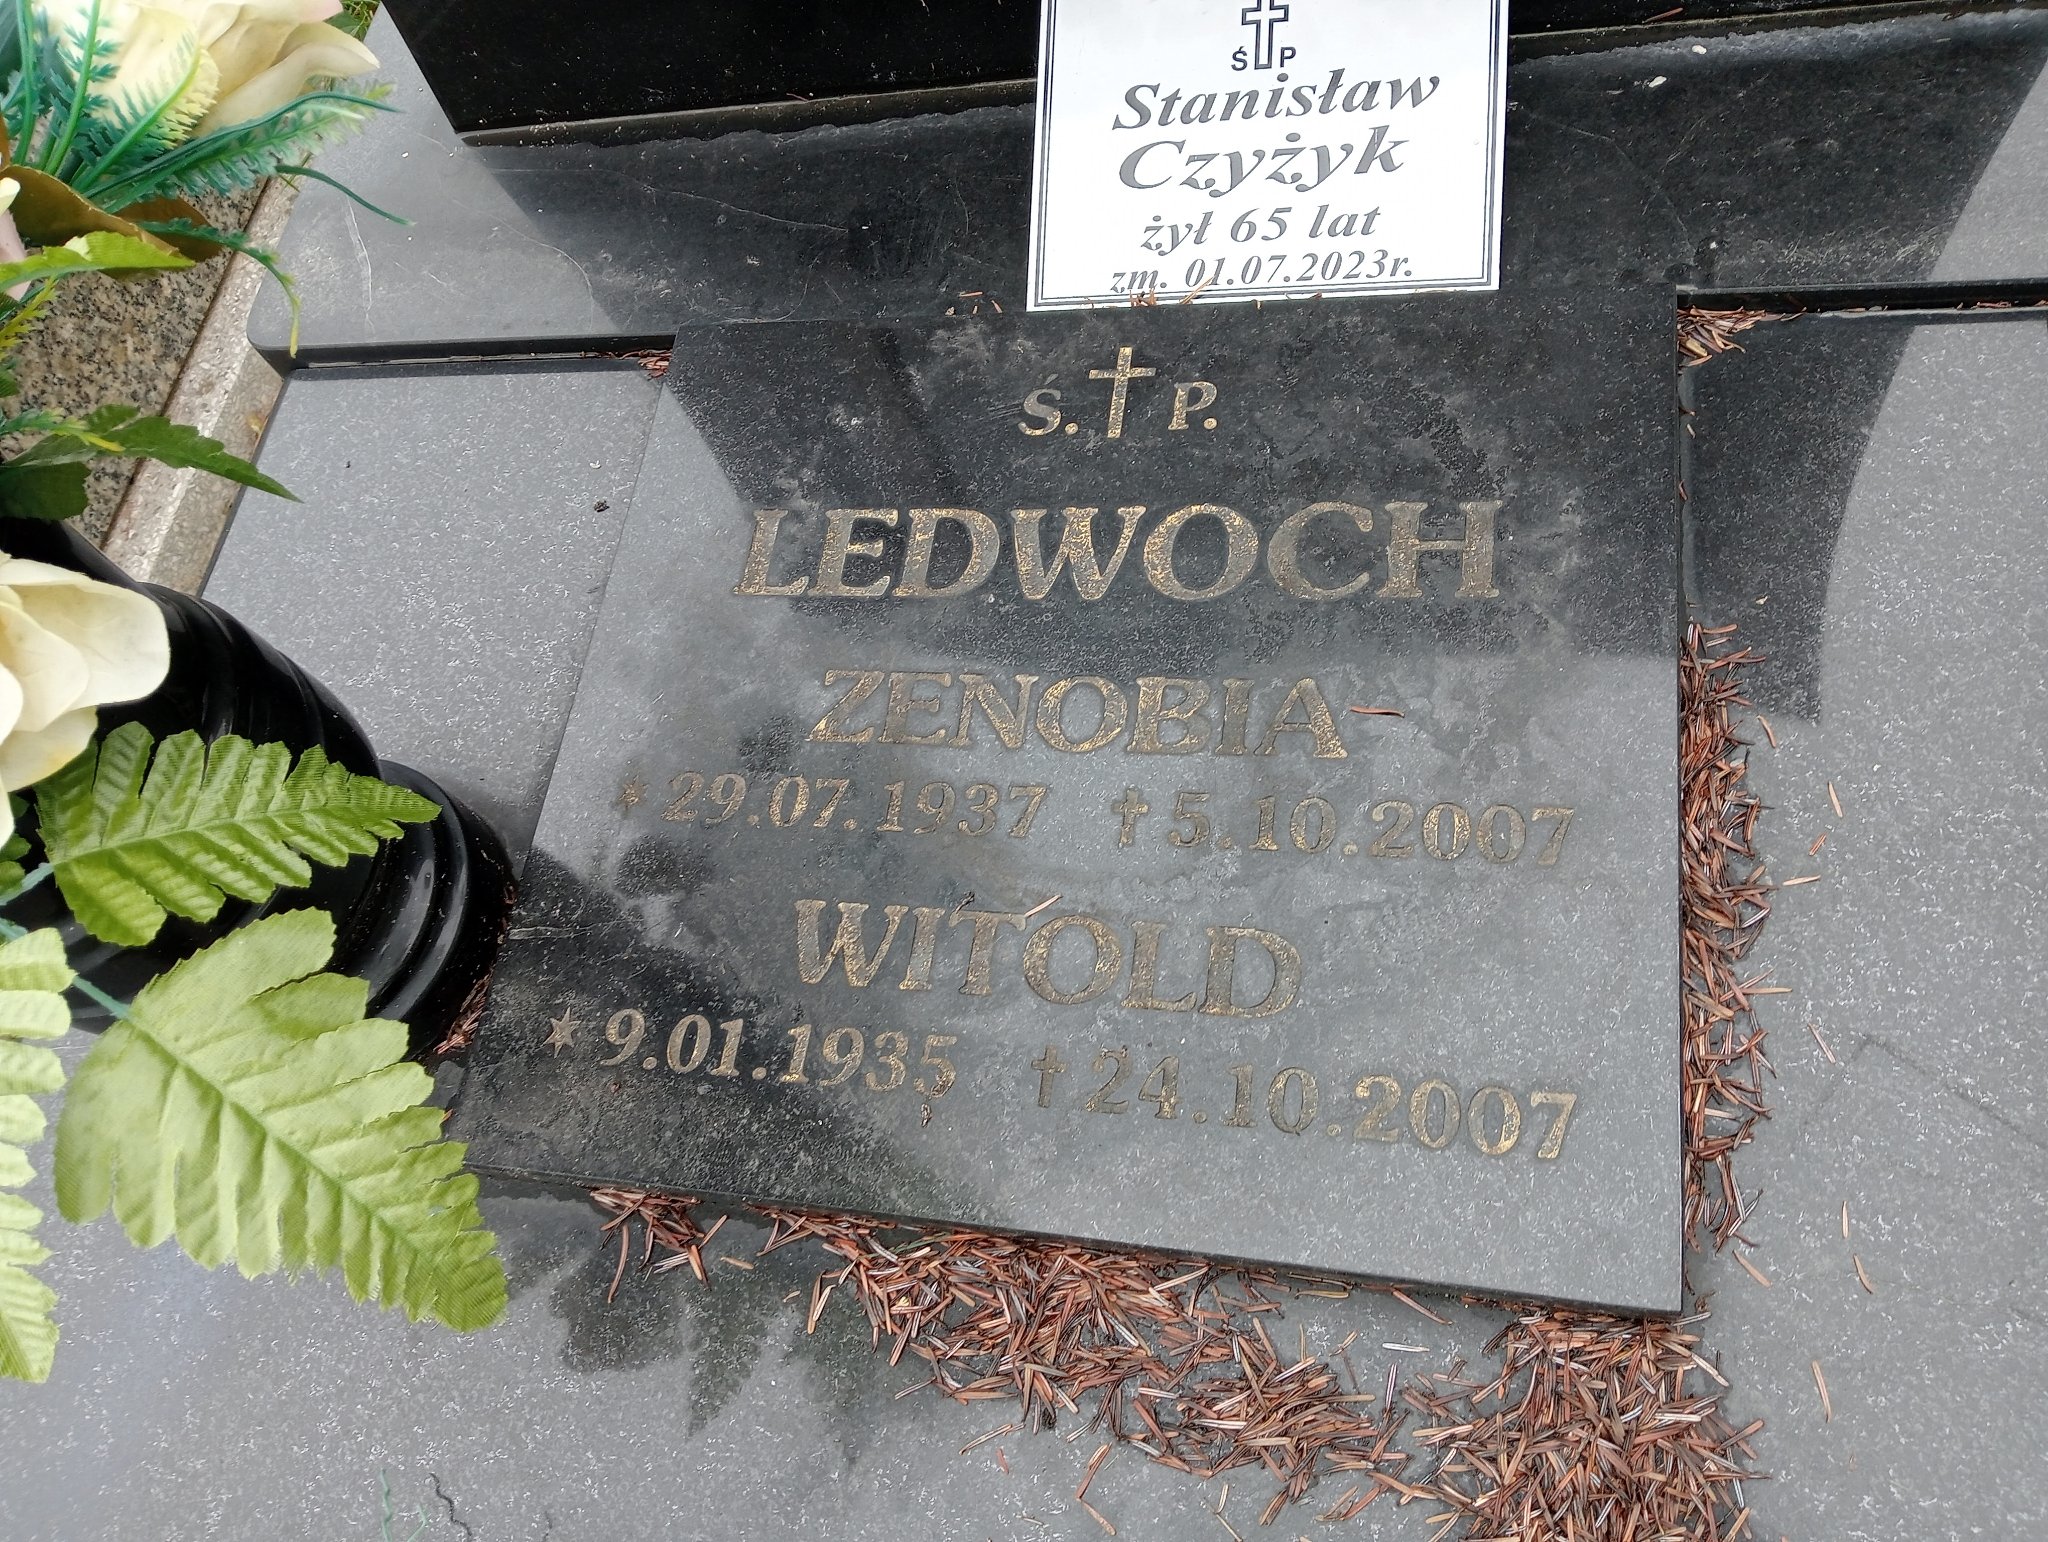 Ś P
Stanisław
Czyżyk
żył 65 lat
zm. 01.07.2023r.
Ś. P.
LEDWOCH
ZENOBIA
* 29.07.1937 † 5.10.2007
WITOLD
* 9.01.1935 † 24.10.2007